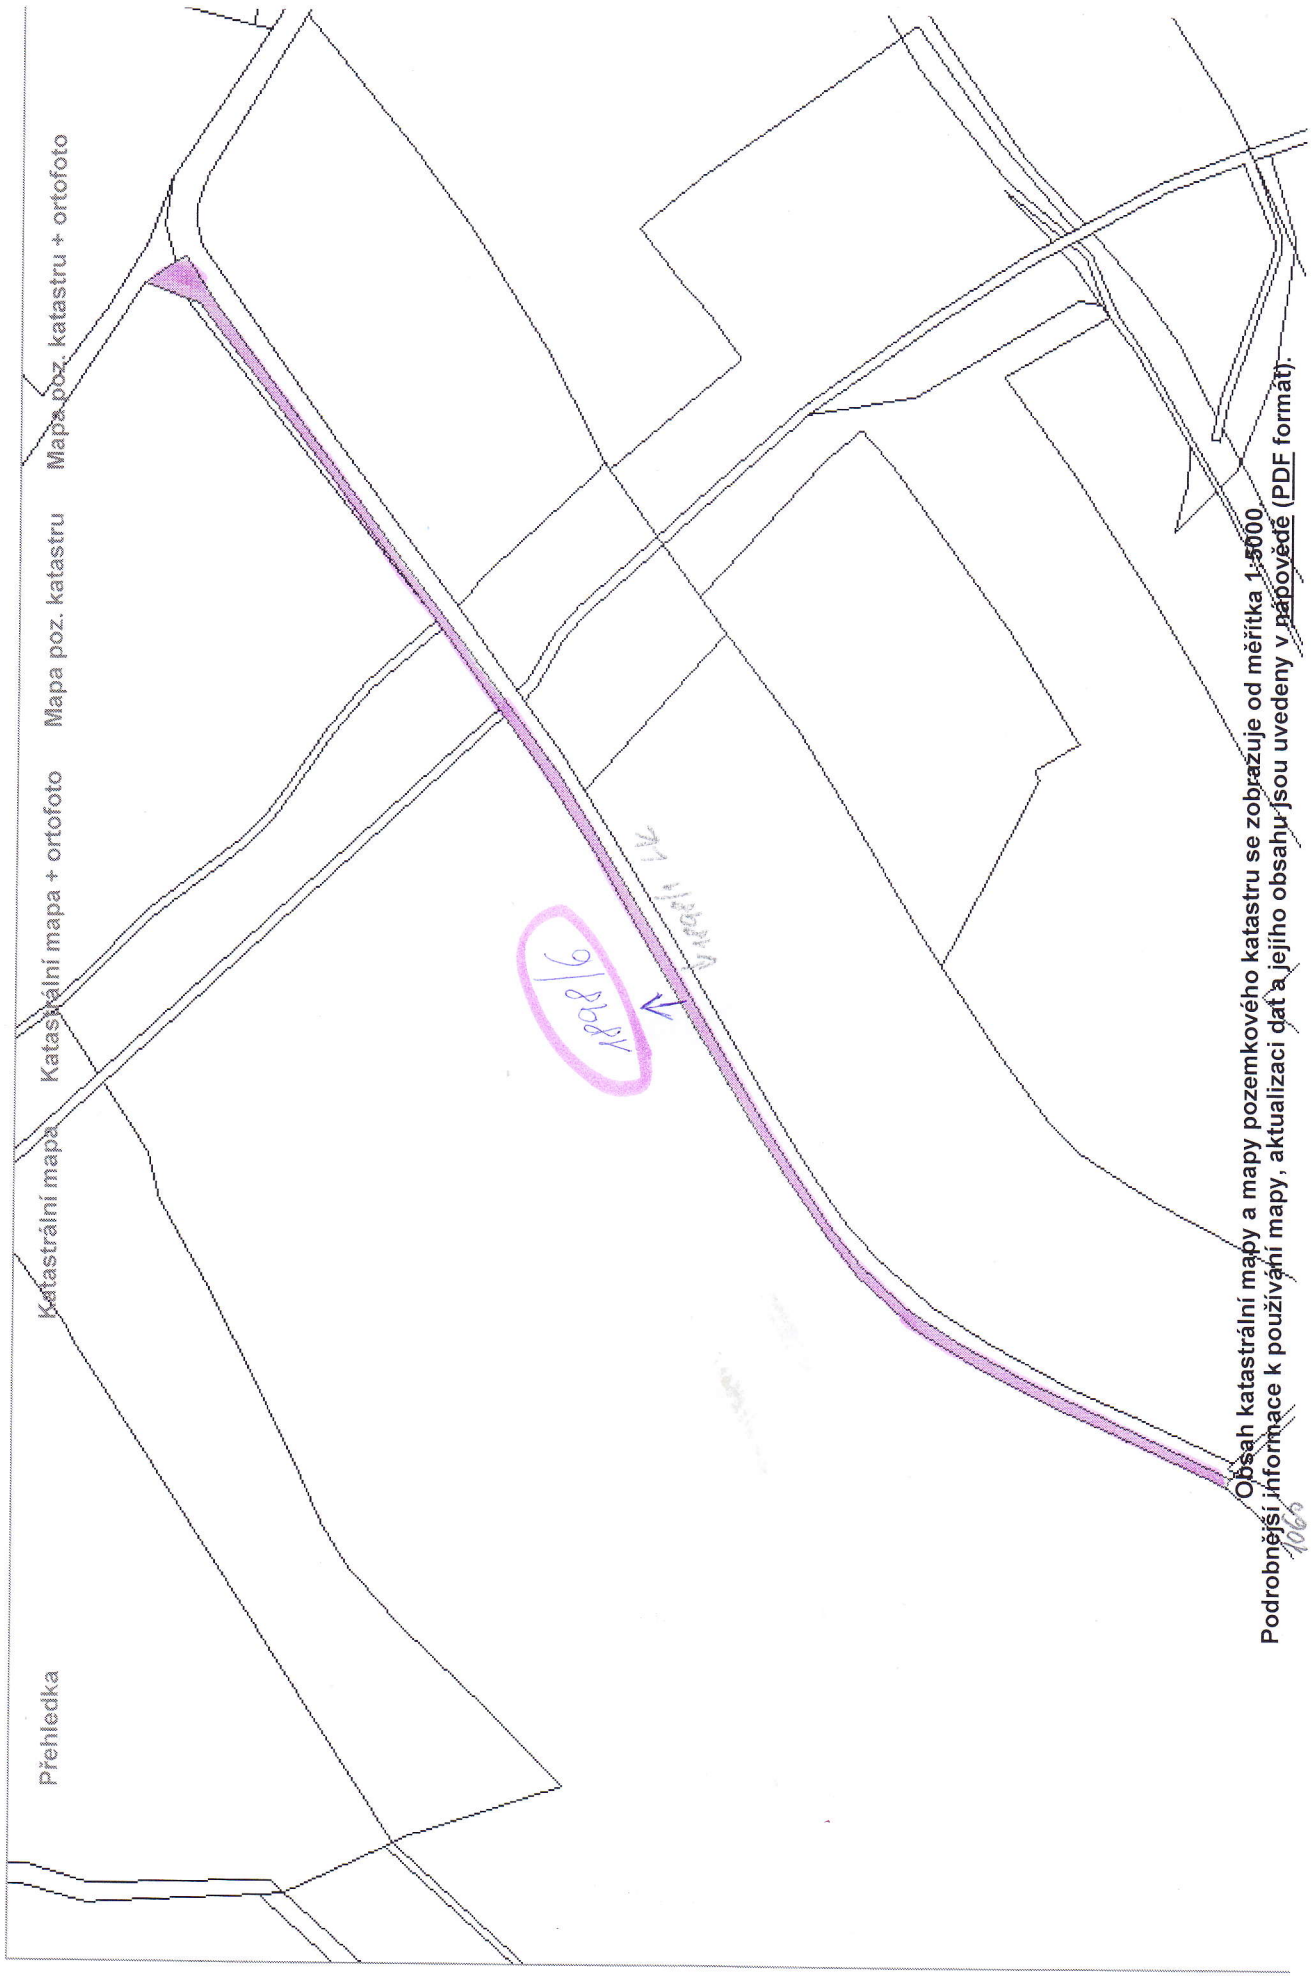 Přehledka Katastrální mapa Katastrální mapa + ortofoto Mapa poz. katastru Mapa poz. katastru + ortofoto
1898/6
Obsah katastrální mapy a mapy pozemkového katastru se zobrazuje od měřítka 1:5000.
Podrobnější informace k používání mapy, aktualizaci dat a jejího obsahu jsou uvedeny v nápovědě (PDF formát).